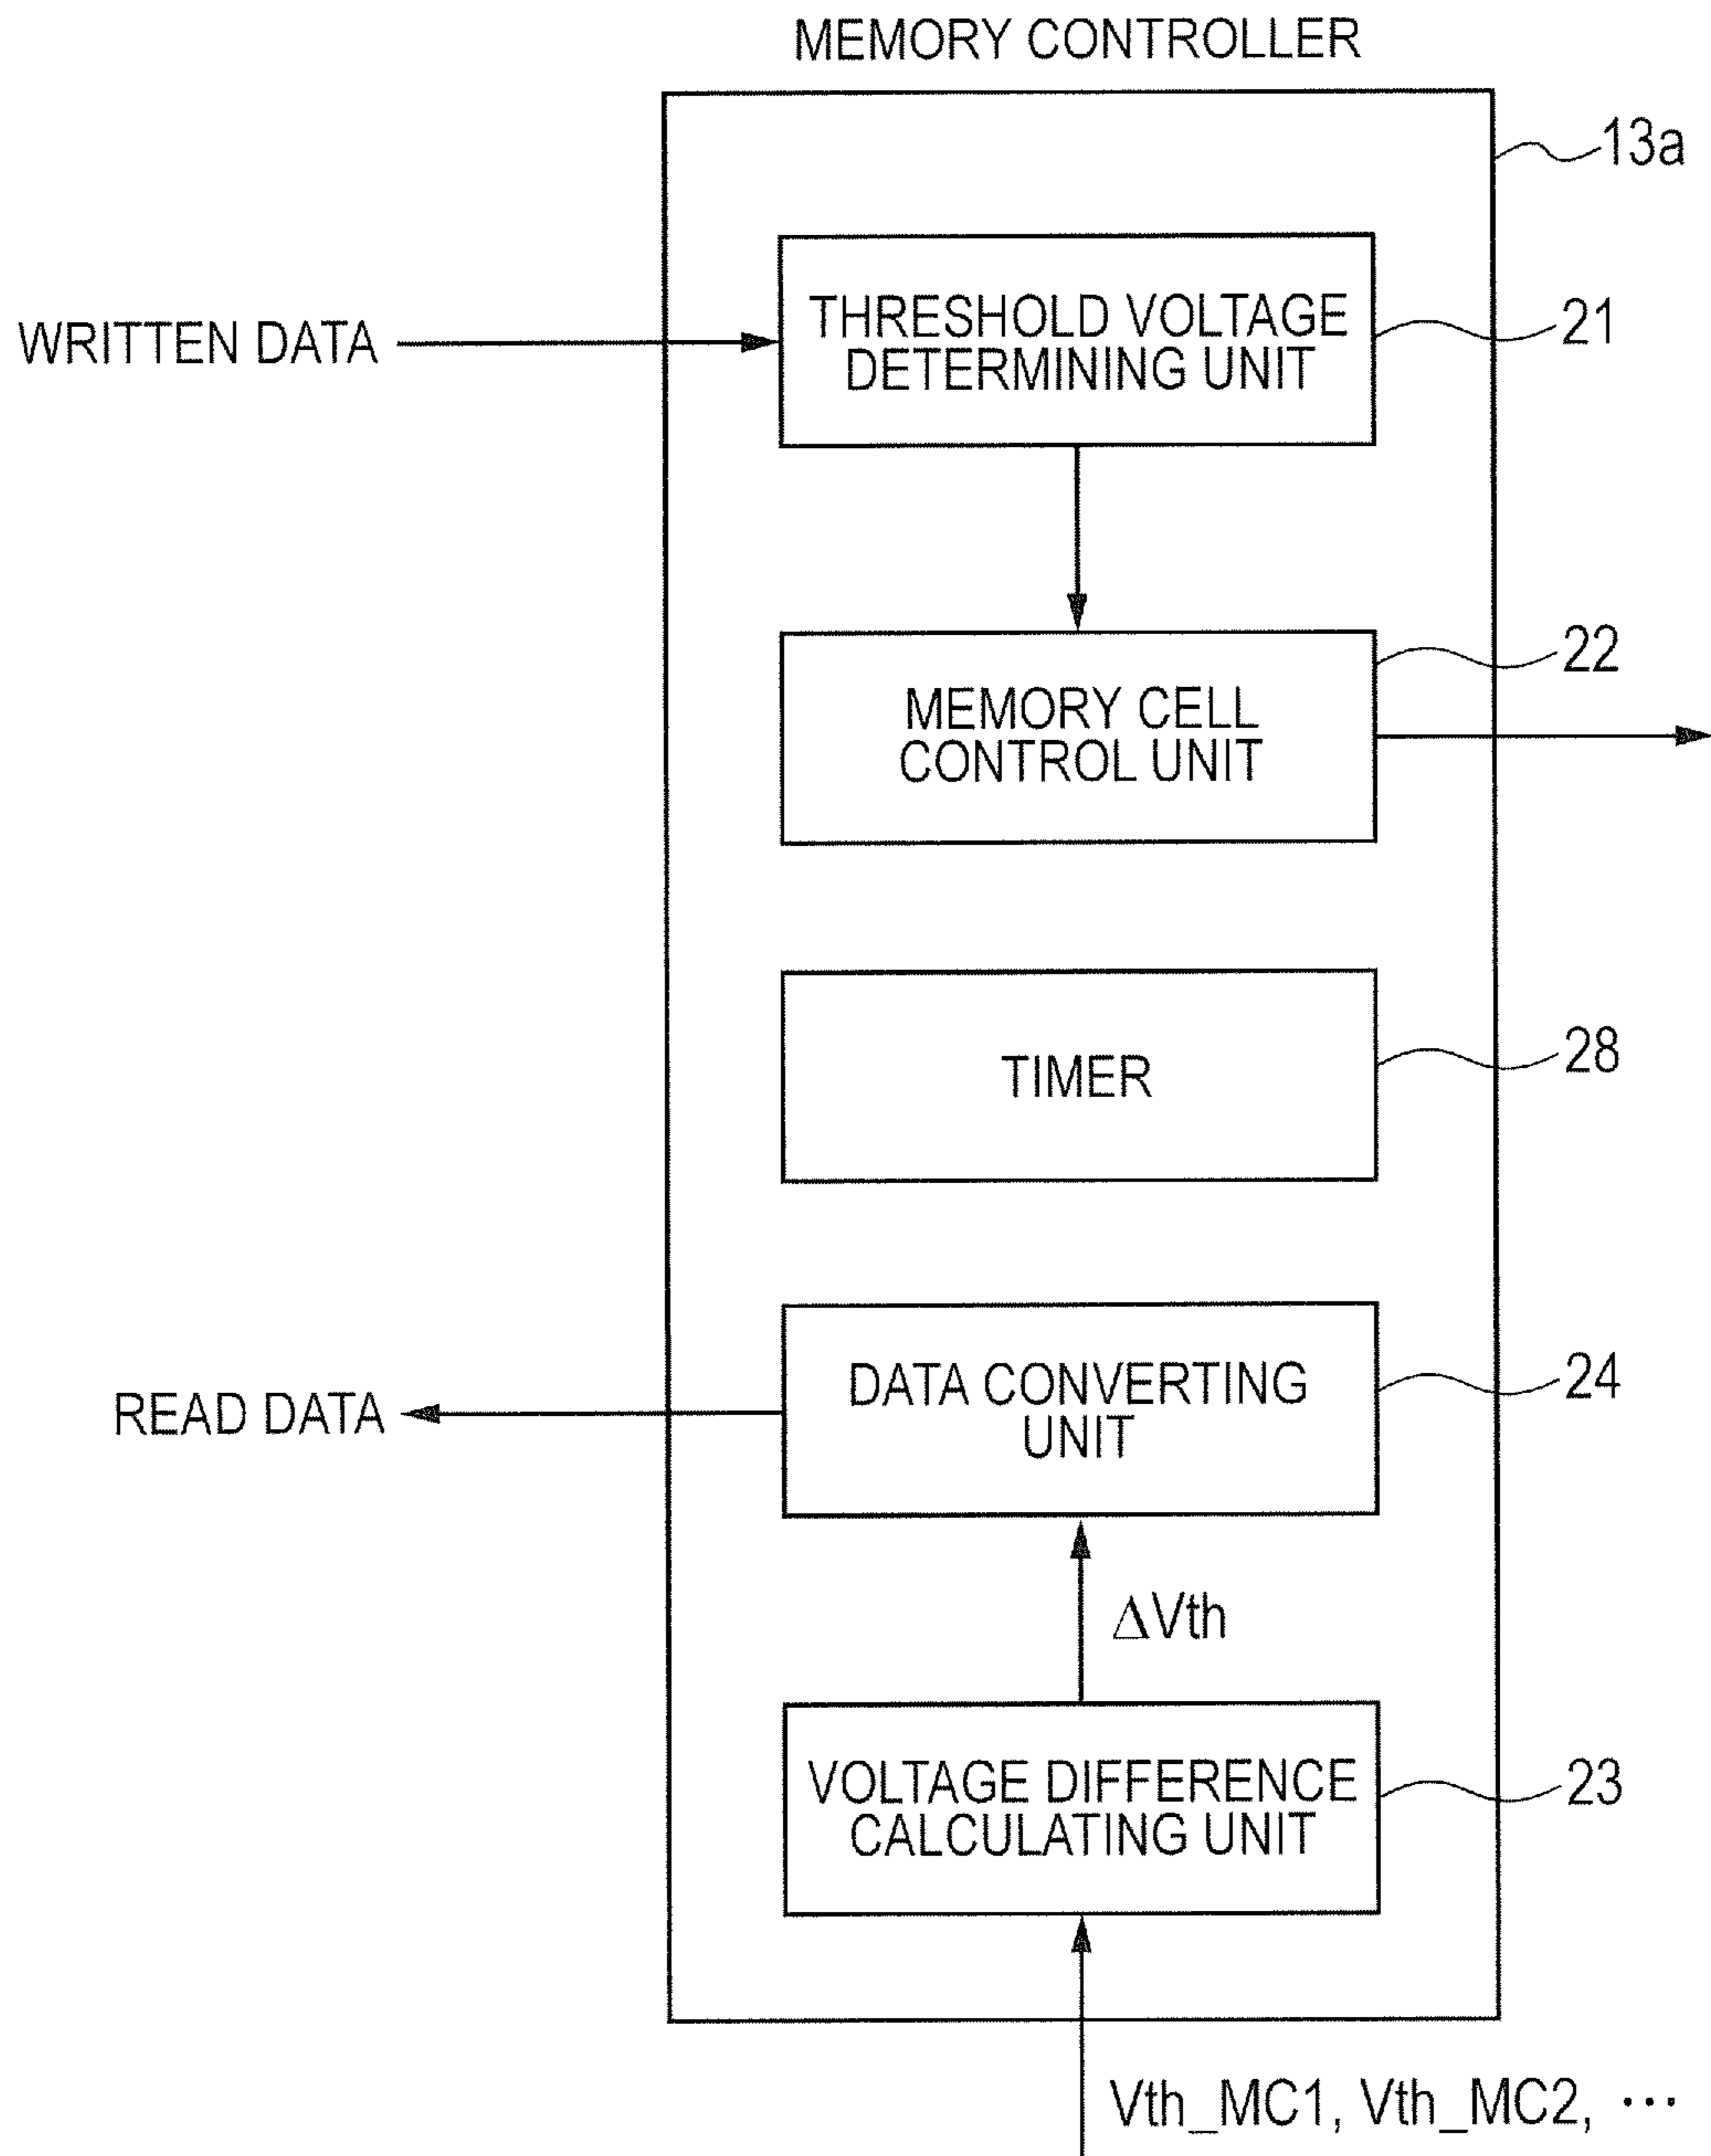 MEMORY CONTROLLER
13a
THRESHOLD VOLTAGE
DETERMINING UNIT
21
WRITTEN DATA
22
MEMORY CELL
CONTROL UNIT
28
TIMER
24
DATA CONVERTING
UNIT
READ DATA
ΔVth
23
VOLTAGE DIFFERENCE
CALCULATING UNIT
Vth_MC1, Vth_MC2, ···